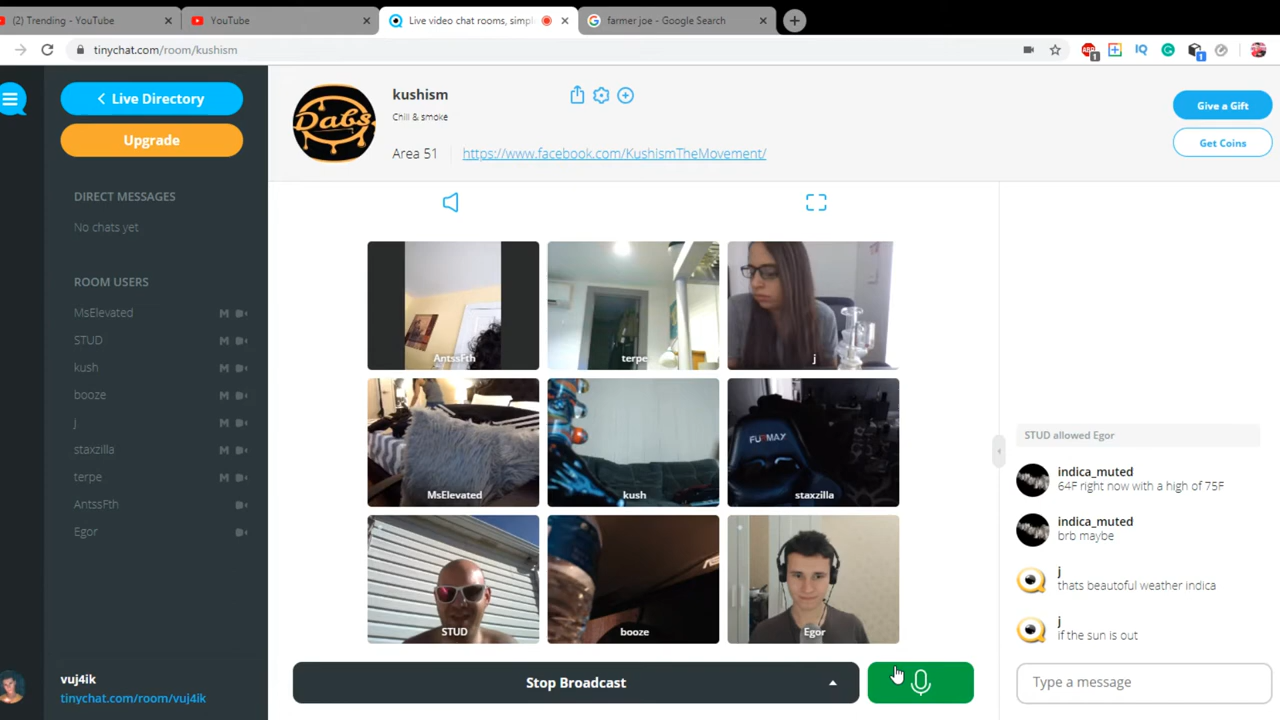 (2) Trending - YouTube
YouTube
Live video chat rooms, simpl
farmer joe - Google Search
tinychat.com/room/kushism
1
IQ
1
Live Directory
Upgrade
DIRECT MESSAGES
No chats yet
ROOM USERS
MsElevated M
STUD M
kush M
booze M
j M
staxzilla M
terpe M
AntssFth
Egor
vuj4ik
tinychat.com/room/vuj4ik
Dabs
kushism
Chill & smoke
Area 51
https://www.facebook.com/KushIsmTheMovement/
Give a Gift
Get Coins
AntssFth
terpe
j
MsElevated
kush
FURMAX
staxzilla
STUD
booze
Egor
Stop Broadcast
STUD allowed Egor
indica_muted
64F right now with a high of 75F
indica_muted
brb maybe
j
thats beautoful weather indica
j
if the sun is out
Type a message